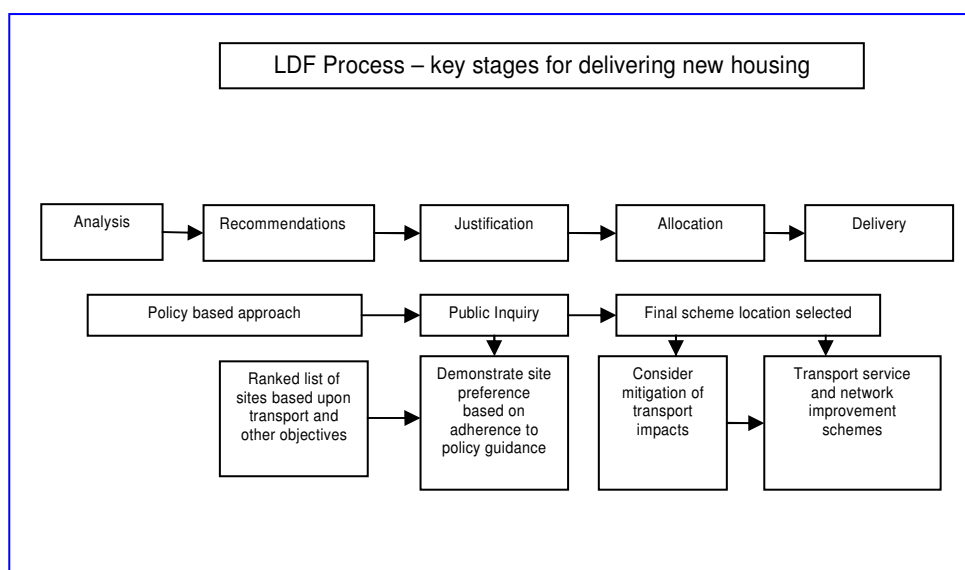 LDF Process – key stages for delivering new housing
Analysis
Recommendations
Justification
Allocation
Delivery
Policy based approach
Public Inquiry
Final scheme location selected
Ranked list of
sites based upon
transport and
other objectives
Demonstrate site
preference
based on
adherence to
policy guidance
Consider
mitigation of
transport
impacts
Transport service
and network
improvement
schemes